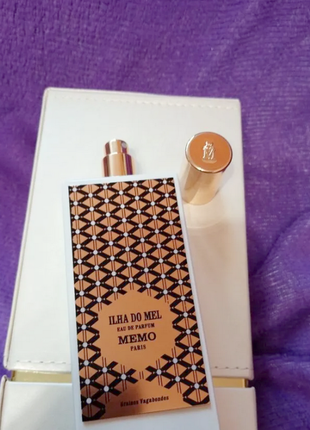 ILHA DO MEL
EAU DE PARFUM
MEMO
PARIS
Graines Vagabondes